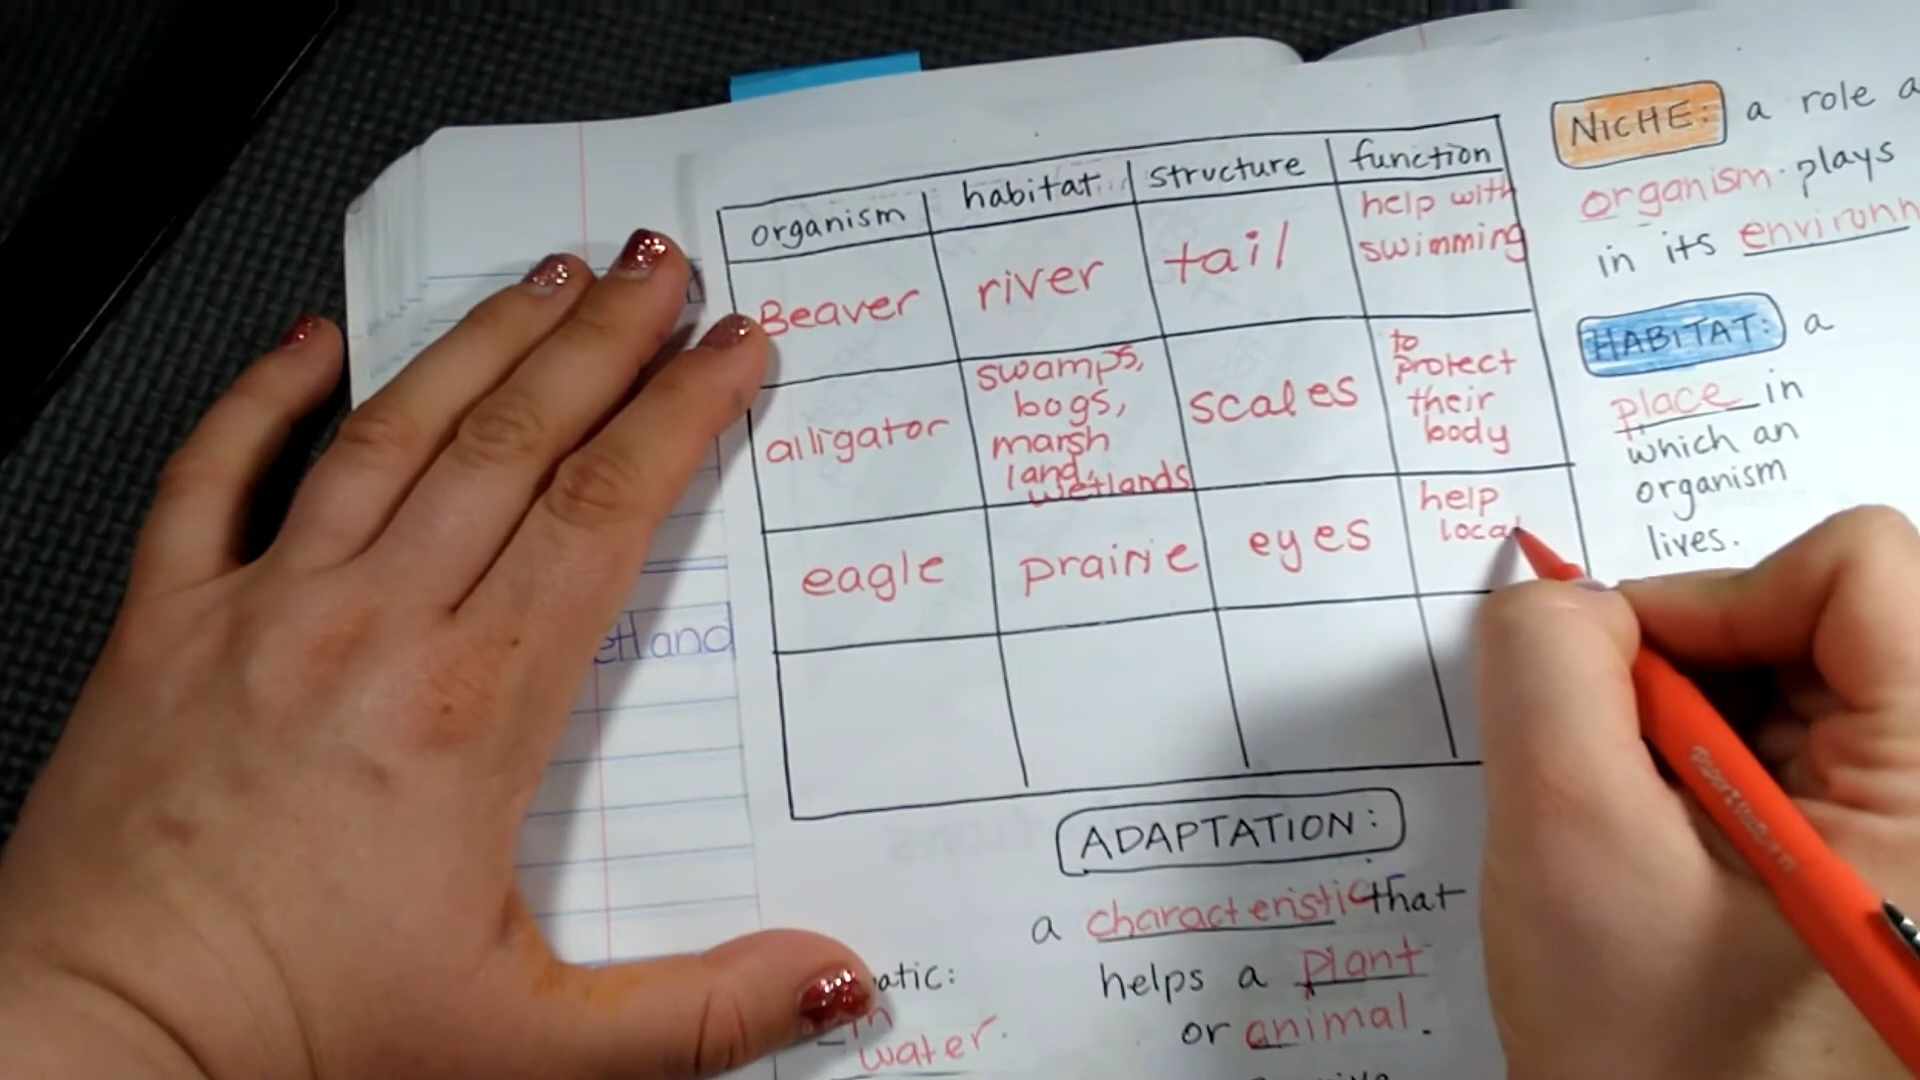 organism habitat structure function
Beaver river tail help with
swimming
alligator swamps,
bogs,
marsh
land,
wetlands scales to
protect
their
body
eagle prairie eyes help
NICHE: a role
organism plays
in its
HABITAT: a
place in
which an
organism
lives.
ADAPTATION:
a characteristic that
helps a plant
or animal.
in
water.